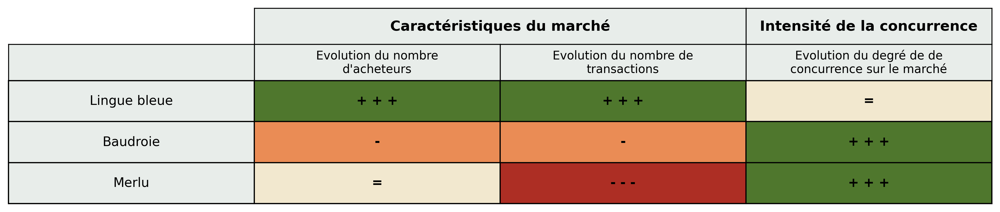 Caractéristiques du marché
Intensité de la concurrence
Evolution du nombre
d'acheteurs
Evolution du nombre de
transactions
Evolution du degré de de
concurrence sur le marché
Lingue bleue
+ + +
+ + +
=
Baudroie
-
-
+ + +
Merlu
=
- - -
+ + +